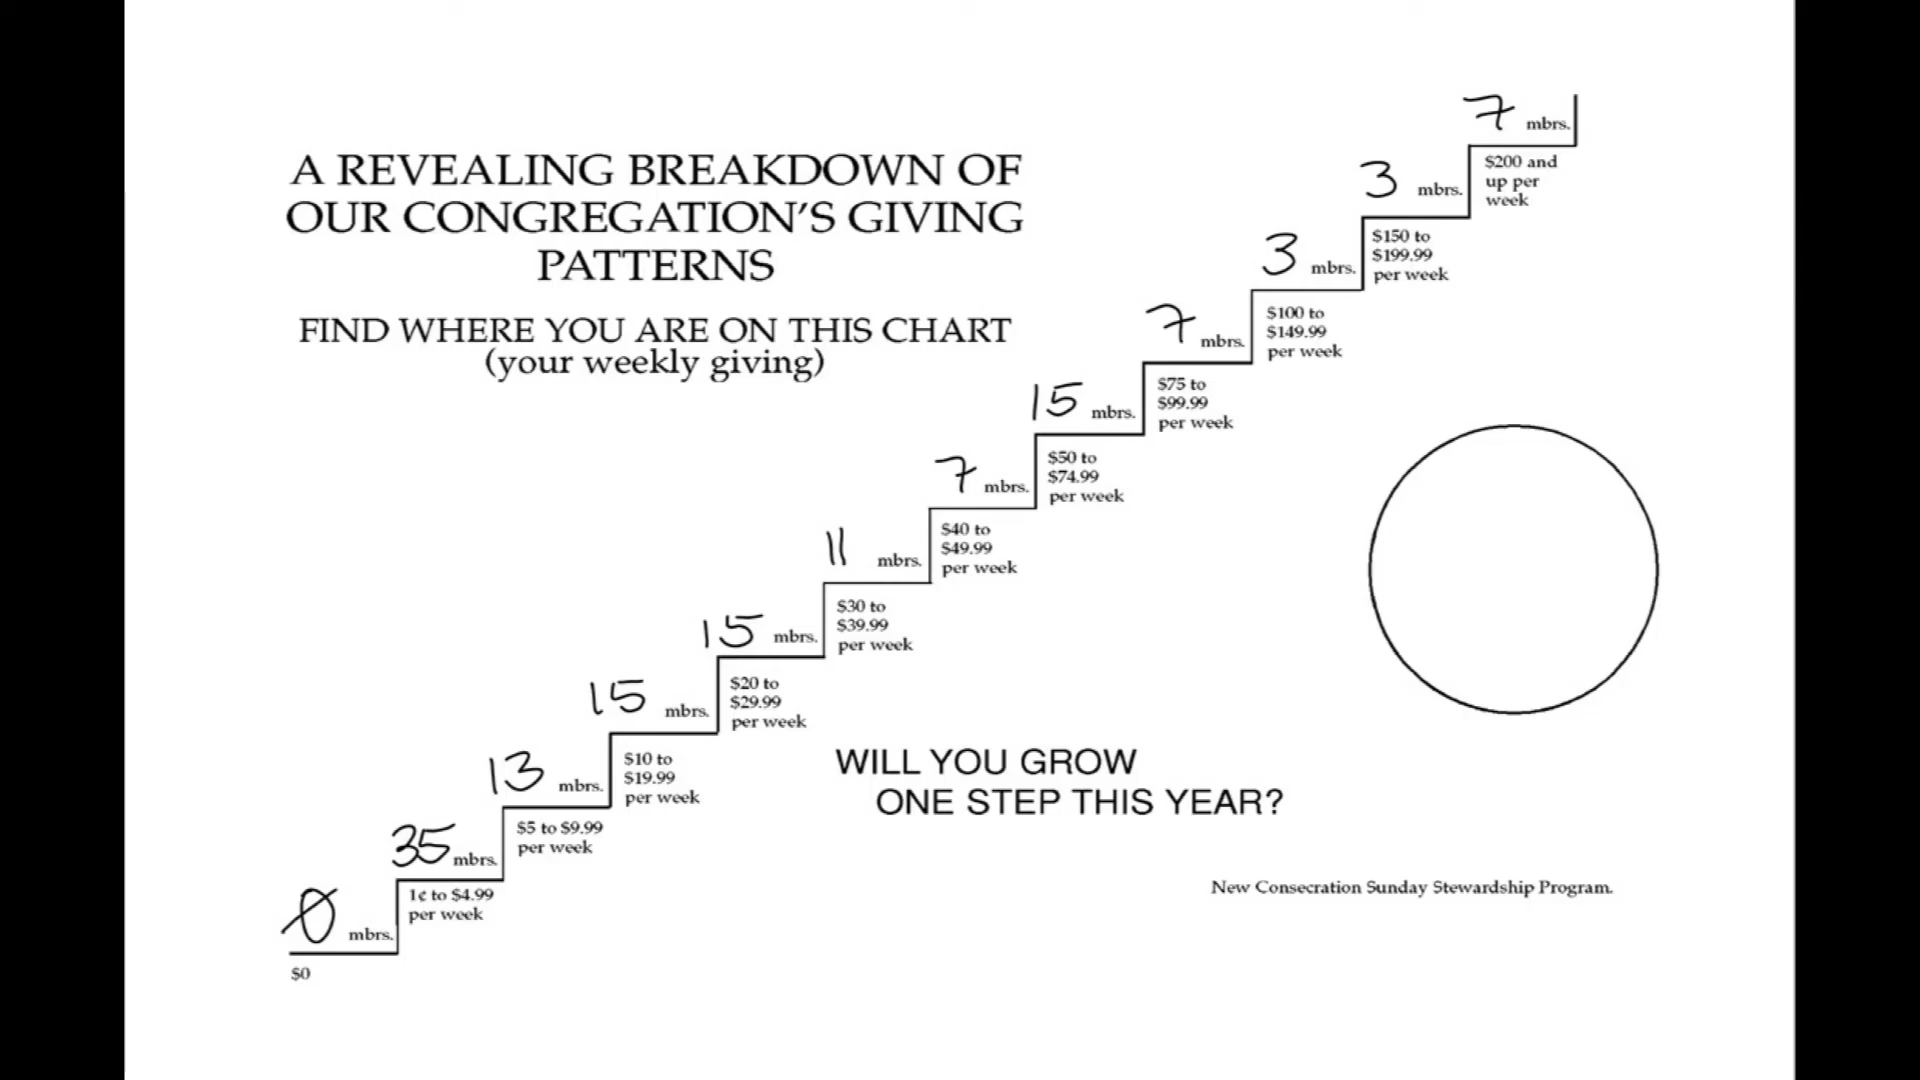 A REVEALING BREAKDOWN OF
OUR CONGREGATION'S GIVING
PATTERNS
FIND WHERE YOU ARE ON THIS CHART
(your weekly giving)
7 mbrs.
$200 and
up per
week
3 mbrs.
$150 to
$199.99
per week
3 mbrs.
$100 to
$149.99
per week
7 mbrs.
$75 to
$99.99
per week
15 mbrs.
$50 to
$74.99
per week
7 mbrs.
$40 to
$49.99
per week
11 mbrs.
$30 to
$39.99
per week
15 mbrs.
$20 to
$29.99
per week
15 mbrs.
$10 to
$19.99
per week
13 mbrs.
$5 to $9.99
per week
35 mbrs.
1¢ to $4.99
per week
0 mbrs.
$0
WILL YOU GROW
ONE STEP THIS YEAR?
New Consecration Sunday Stewardship Program.